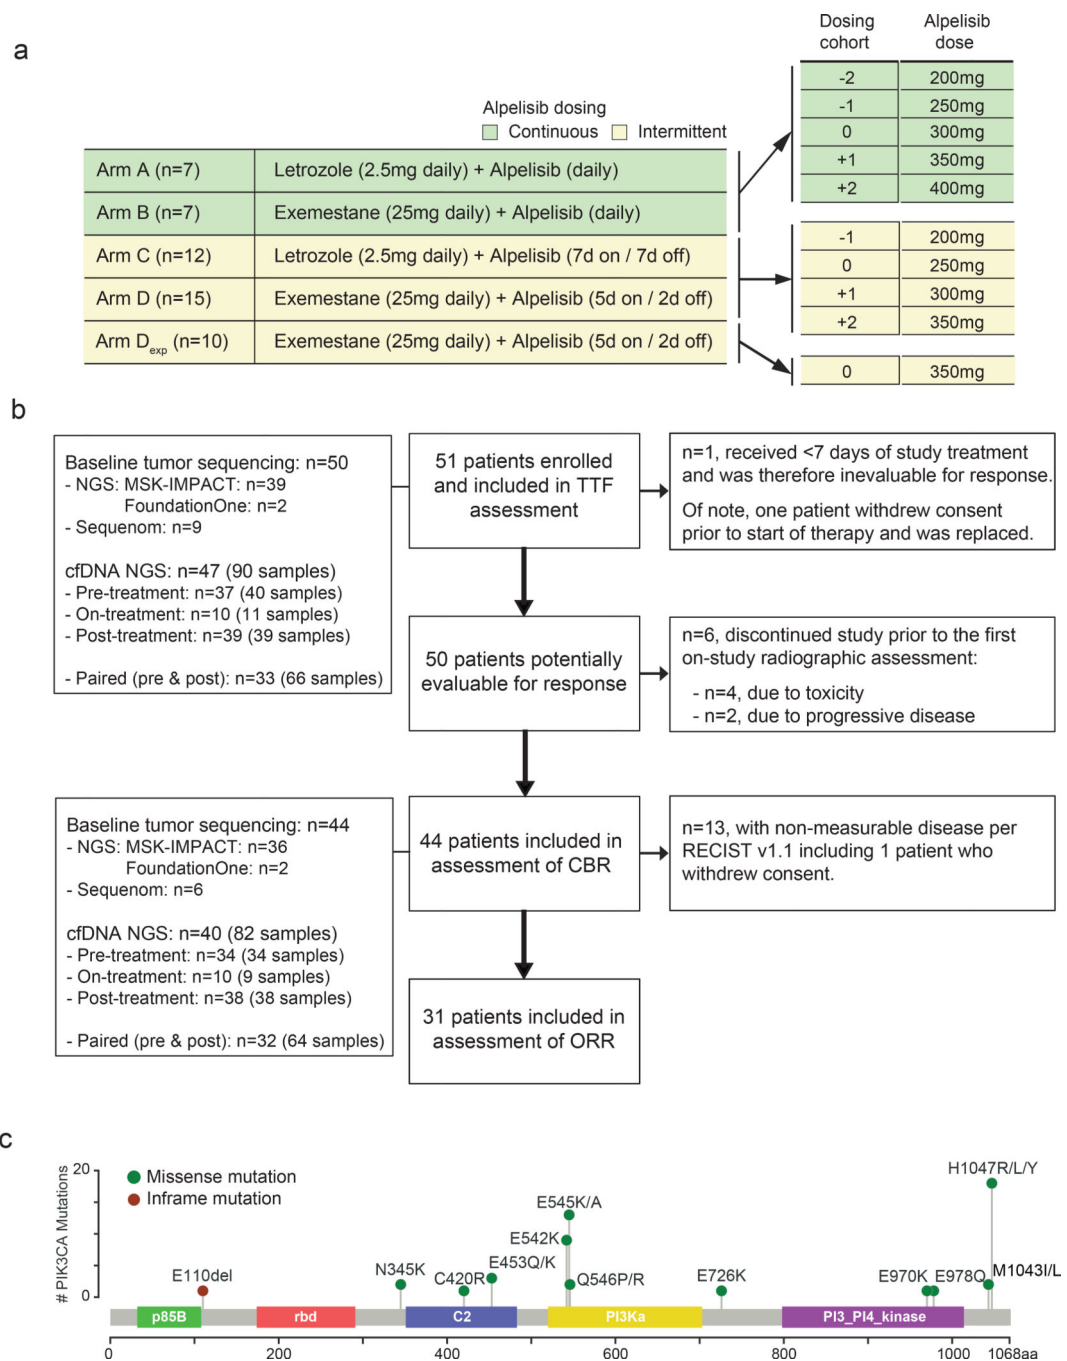 a
Dosing cohort
Alpelisib dose
-2 200mg
-1 250mg
0 300mg
+1 350mg
+2 400mg
Alpelisib dosing
Continuous Intermittent
Arm A (n=7) Letrozole (2.5mg daily) + Alpelisib (daily)
Arm B (n=7) Exemestane (25mg daily) + Alpelisib (daily)
Arm C (n=12) Letrozole (2.5mg daily) + Alpelisib (7d on / 7d off)
Arm D (n=15) Exemestane (25mg daily) + Alpelisib (5d on / 2d off)
Arm Dexp (n=10) Exemestane (25mg daily) + Alpelisib (5d on / 2d off)
-1 200mg
0 250mg
+1 300mg
+2 350mg
0 350mg
b
Baseline tumor sequencing: n=50
- NGS: MSK-IMPACT: n=39
FoundationOne: n=2
- Sequenom: n=9
cfDNA NGS: n=47 (90 samples)
- Pre-treatment: n=37 (40 samples)
- On-treatment: n=10 (11 samples)
- Post-treatment: n=39 (39 samples)
- Paired (pre & post): n=33 (66 samples)
51 patients enrolled
and included in TTF
assessment
n=1, received <7 days of study treatment
and was therefore inevaluable for response.
Of note, one patient withdrew consent
prior to start of therapy and was replaced.
50 patients potentially
evaluable for response
n=6, discontinued study prior to the first
on-study radiographic assessment:
- n=4, due to toxicity
- n=2, due to progressive disease
Baseline tumor sequencing: n=44
- NGS: MSK-IMPACT: n=36
FoundationOne: n=2
- Sequenom: n=6
cfDNA NGS: n=40 (82 samples)
- Pre-treatment: n=34 (34 samples)
- On-treatment: n=10 (9 samples)
- Post-treatment: n=38 (38 samples)
- Paired (pre & post): n=32 (64 samples)
44 patients included in
assessment of CBR
n=13, with non-measurable disease per
RECIST v1.1 including 1 patient who
withdrew consent.
31 patients included in
assessment of ORR
c
# PIK3CA Mutations
20
0
Missense mutation
Inframe mutation
E110del
N345K
C420R
E453Q/K
E542K
E545K/A
Q546P/R
E726K
E970K
E978Q
M1043I/L
H1047R/L/Y
p85B rbd C2 PI3Ka PI3_PI4_kinase
0 200 400 600 800 1000 1068aa